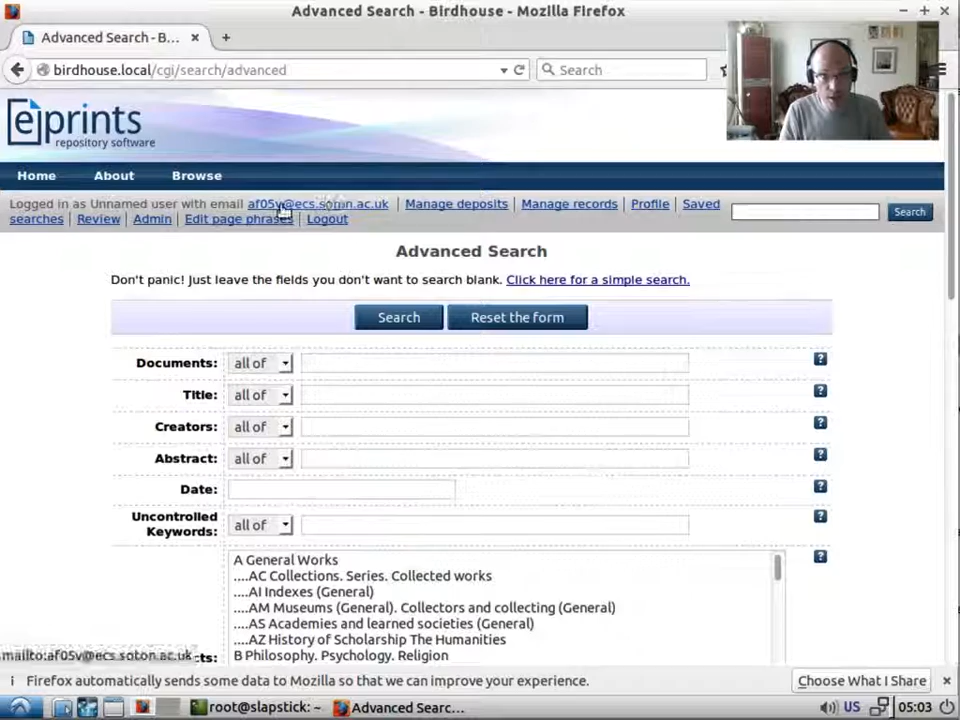 Advanced Search - Birdhouse - Mozilla Firefox
Advanced Search - B...
birdhouse.local/cgi/search/advanced
Search
eprints
repository software
Home About Browse
Logged in as Unnamed user with email af05v@ecs.soton.ac.uk | Manage deposits | Manage records | Profile | Saved
searches | Review | Admin | Edit page phrases | Logout
Search
Advanced Search
Don't panic! Just leave the fields you don't want to search blank. Click here for a simple search.
Search Reset the form
Documents: all of ?
Title: all of ?
Creators: all of ?
Abstract: all of ?
Date: ?
Uncontrolled
Keywords: all of ?
A General Works ?
....AC Collections. Series. Collected works
....AI Indexes (General)
....AM Museums (General). Collectors and collecting (General)
....AS Academies and learned societies (General)
....AZ History of Scholarship The Humanities
B Philosophy. Psychology. Religion
mailto:af05v@ecs.soton.ac.uk
ts:
i Firefox automatically sends some data to Mozilla so that we can improve your experience. Choose What I Share
root@slapstick: ~ Advanced Searc... US 05:03